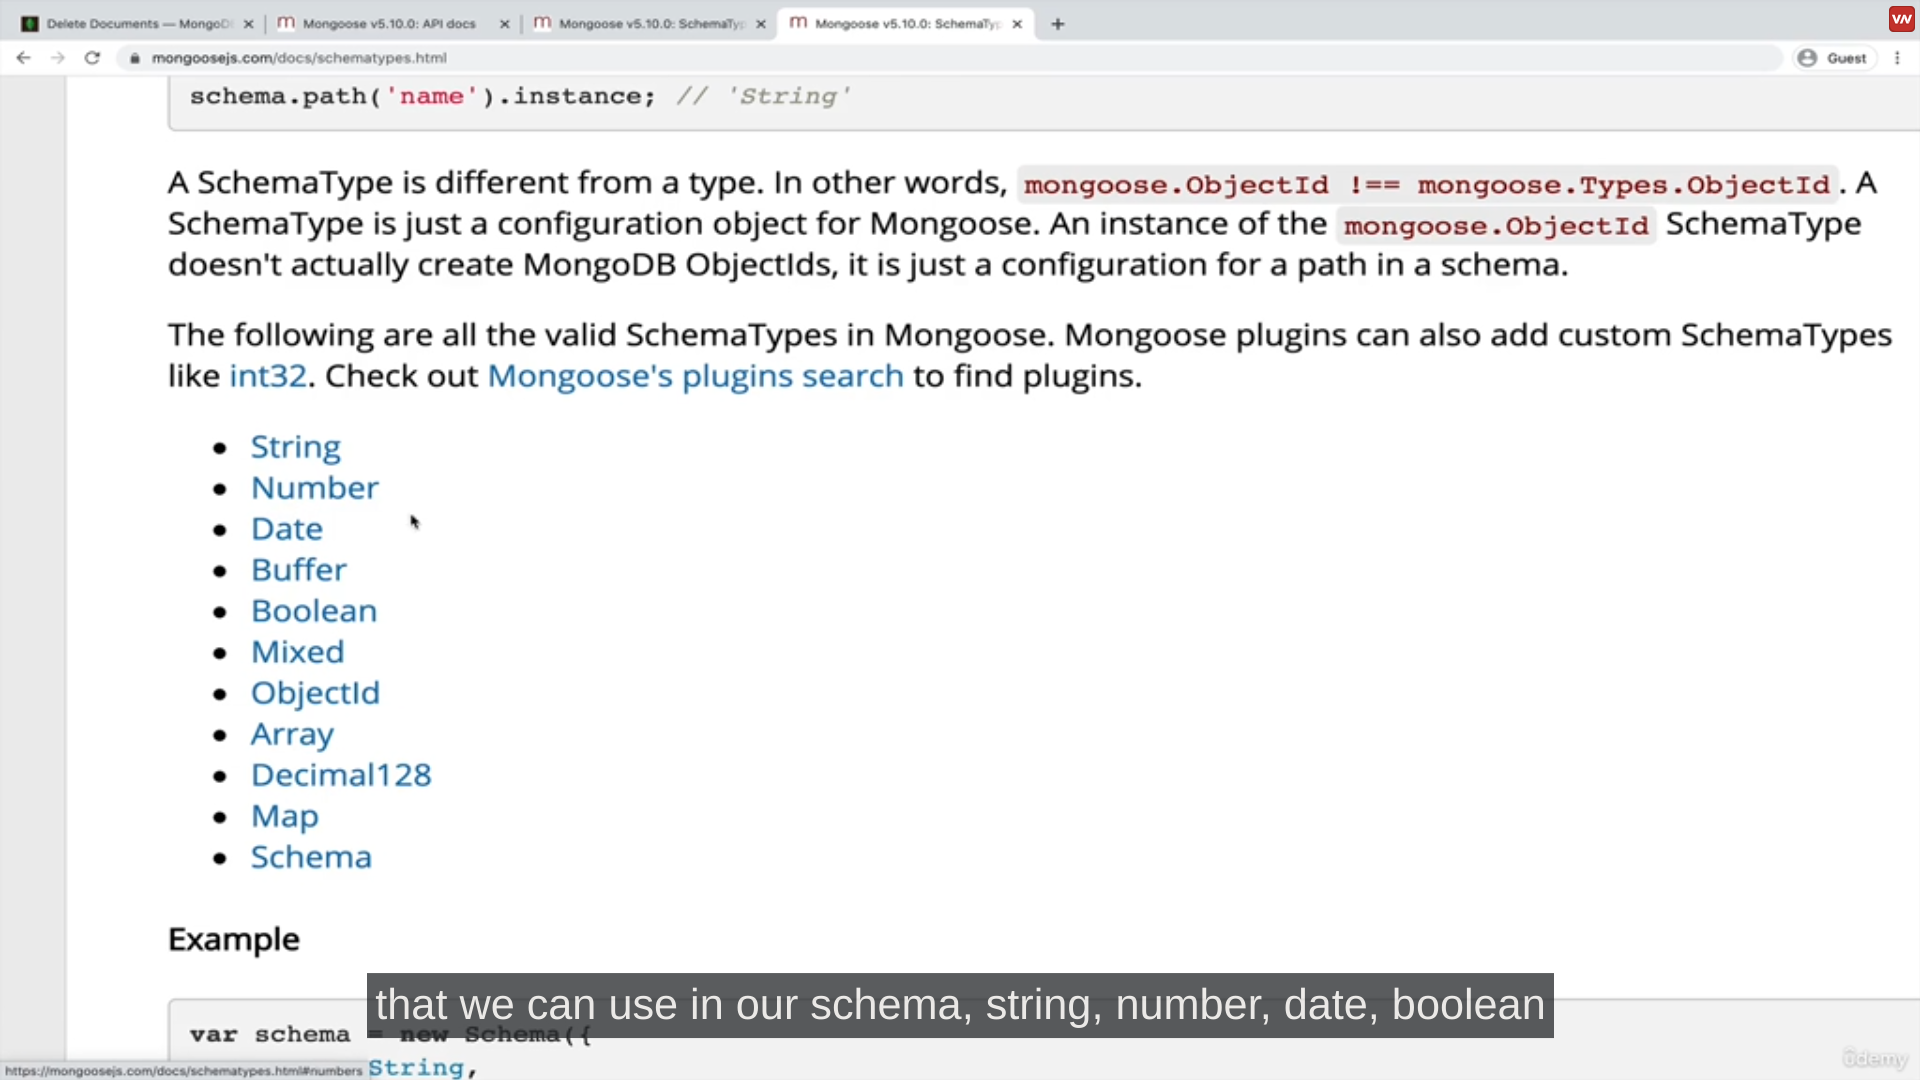 Delete Documents — MongoD
Mongoose v5.10.0: API docs
Mongoose v5.10.0: SchemaTyp
Mongoose v5.10.0: SchemaTyp
mongoosejs.com/docs/schematypes.html
Guest
schema.path('name').instance; // 'String'
A SchemaType is different from a type. In other words, mongoose.ObjectId !== mongoose.Types.ObjectId. A
SchemaType is just a configuration object for Mongoose. An instance of the mongoose.ObjectId SchemaType
doesn't actually create MongoDB ObjectIds, it is just a configuration for a path in a schema.
The following are all the valid SchemaTypes in Mongoose. Mongoose plugins can also add custom SchemaTypes
like int32. Check out Mongoose's plugins search to find plugins.
• String
• Number
• Date
• Buffer
• Boolean
• Mixed
• ObjectId
• Array
• Decimal128
• Map
• Schema
Example
that we can use in our schema, string, number, date, boolean
var schema = new Schema({
String,
https://mongoosejs.com/docs/schematypes.html#numbers
ûdemy